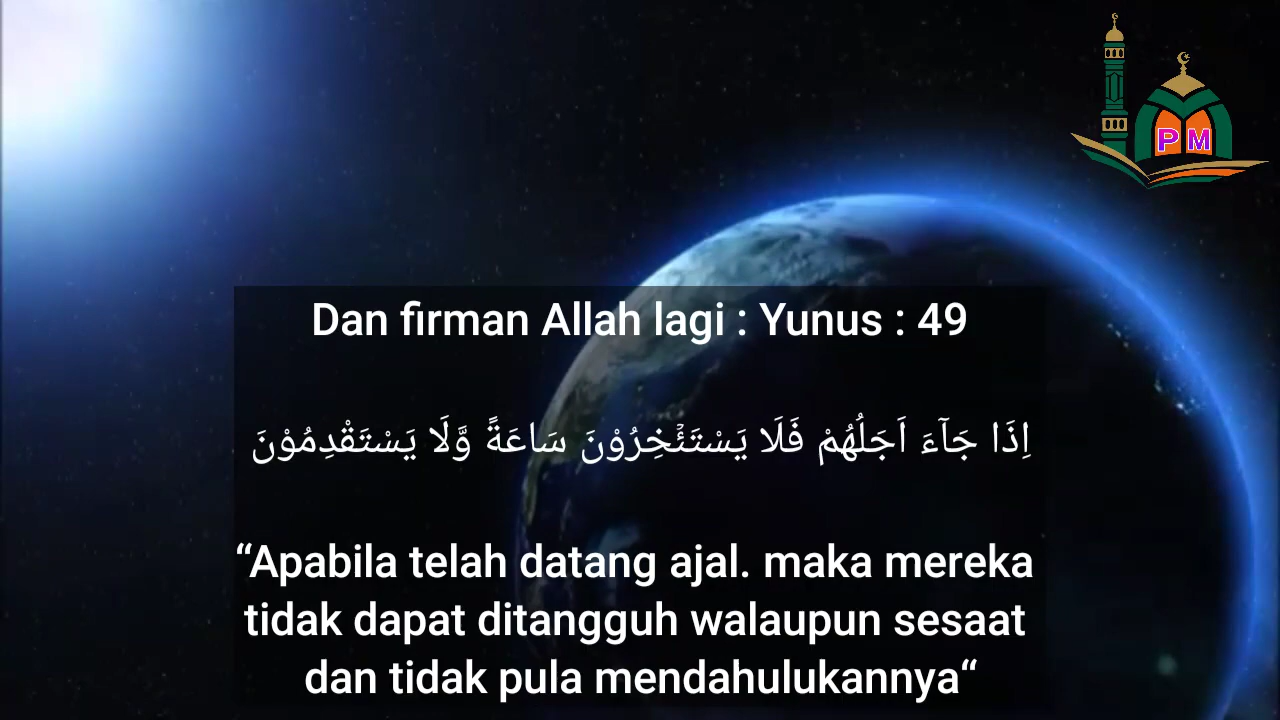 P M
Dan firman Allah lagi : Yunus : 49
اِذَا جَآءَ اَجَلُهُمْ فَلَا يَسْتَـْٔخِرُوْنَ سَاعَةً وَّلَا يَسْتَقْدِمُوْنَ
“Apabila telah datang ajal. maka mereka
tidak dapat ditangguh walaupun sesaat
dan tidak pula mendahulukannya“